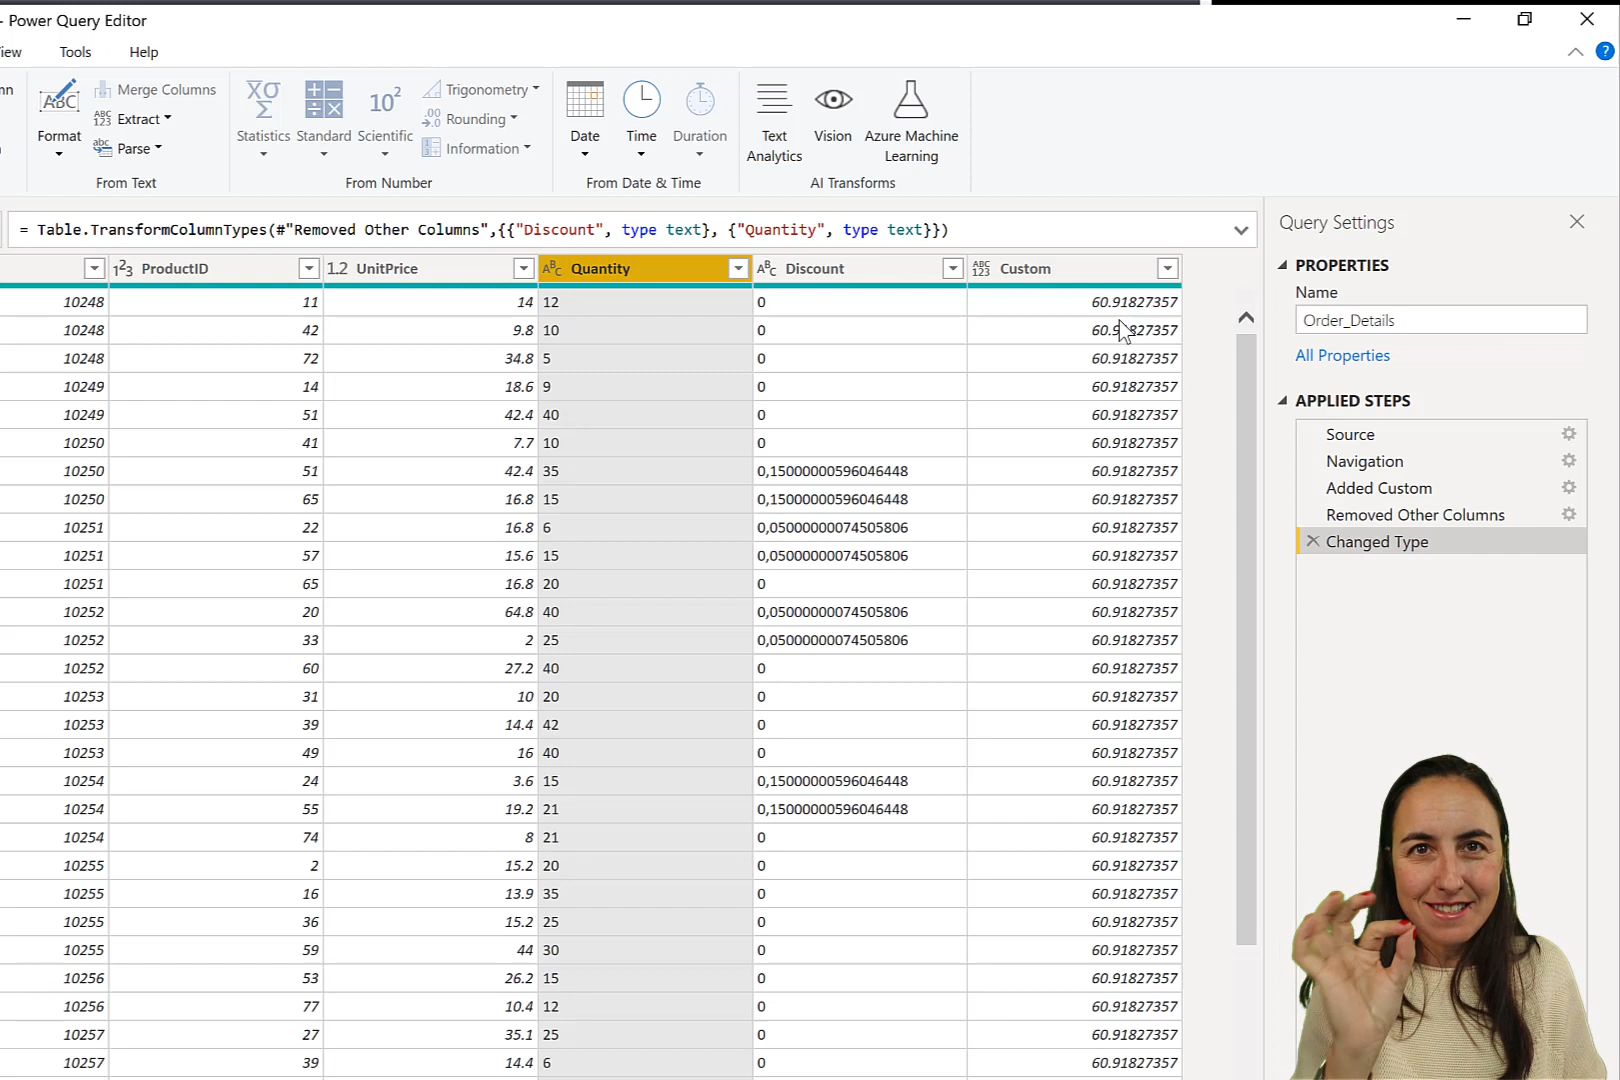 - Power Query Editor
iew Tools Help
mn
Format
Merge Columns
Extract
Parse
From Text
Statistics
Standard
Scientific
Trigonometry
Rounding
Information
From Number
Date
Time
Duration
From Date & Time
Text
Analytics
Vision
Azure Machine
Learning
AI Transforms
= Table.TransformColumnTypes(#"Removed Other Columns",{{"Discount", type text}, {"Quantity", type text}})
1²3 ProductID 1.2 UnitPrice ABC Quantity ABC Discount ABC 123 Custom
10248 11 14 12 0 60.91827357
10248 42 9.8 10 0 60.91827357
10248 72 34.8 5 0 60.91827357
10249 14 18.6 9 0 60.91827357
10249 51 42.4 40 0 60.91827357
10250 41 7.7 10 0 60.91827357
10250 51 42.4 35 0,15000000596046448 60.91827357
10250 65 16.8 15 0,15000000596046448 60.91827357
10251 22 16.8 6 0,05000000074505806 60.91827357
10251 57 15.6 15 0,05000000074505806 60.91827357
10251 65 16.8 20 0 60.91827357
10252 20 64.8 40 0,05000000074505806 60.91827357
10252 33 2 25 0,05000000074505806 60.91827357
10252 60 27.2 40 0 60.91827357
10253 31 10 20 0 60.91827357
10253 39 14.4 42 0 60.91827357
10253 49 16 40 0 60.91827357
10254 24 3.6 15 0,15000000596046448 60.91827357
10254 55 19.2 21 0,15000000596046448 60.91827357
10254 74 8 21 0 60.91827357
10255 2 15.2 20 0 60.91827357
10255 16 13.9 35 0 60.91827357
10255 36 15.2 25 0 60.91827357
10255 59 44 30 0 60.91827357
10256 53 26.2 15 0 60.91827357
10256 77 10.4 12 0 60.91827357
10257 27 35.1 25 0 60.91827357
10257 39 14.4 6 0 60.91827357
Query Settings
PROPERTIES
Name
Order_Details
All Properties
APPLIED STEPS
Source
Navigation
Added Custom
Removed Other Columns
Changed Type